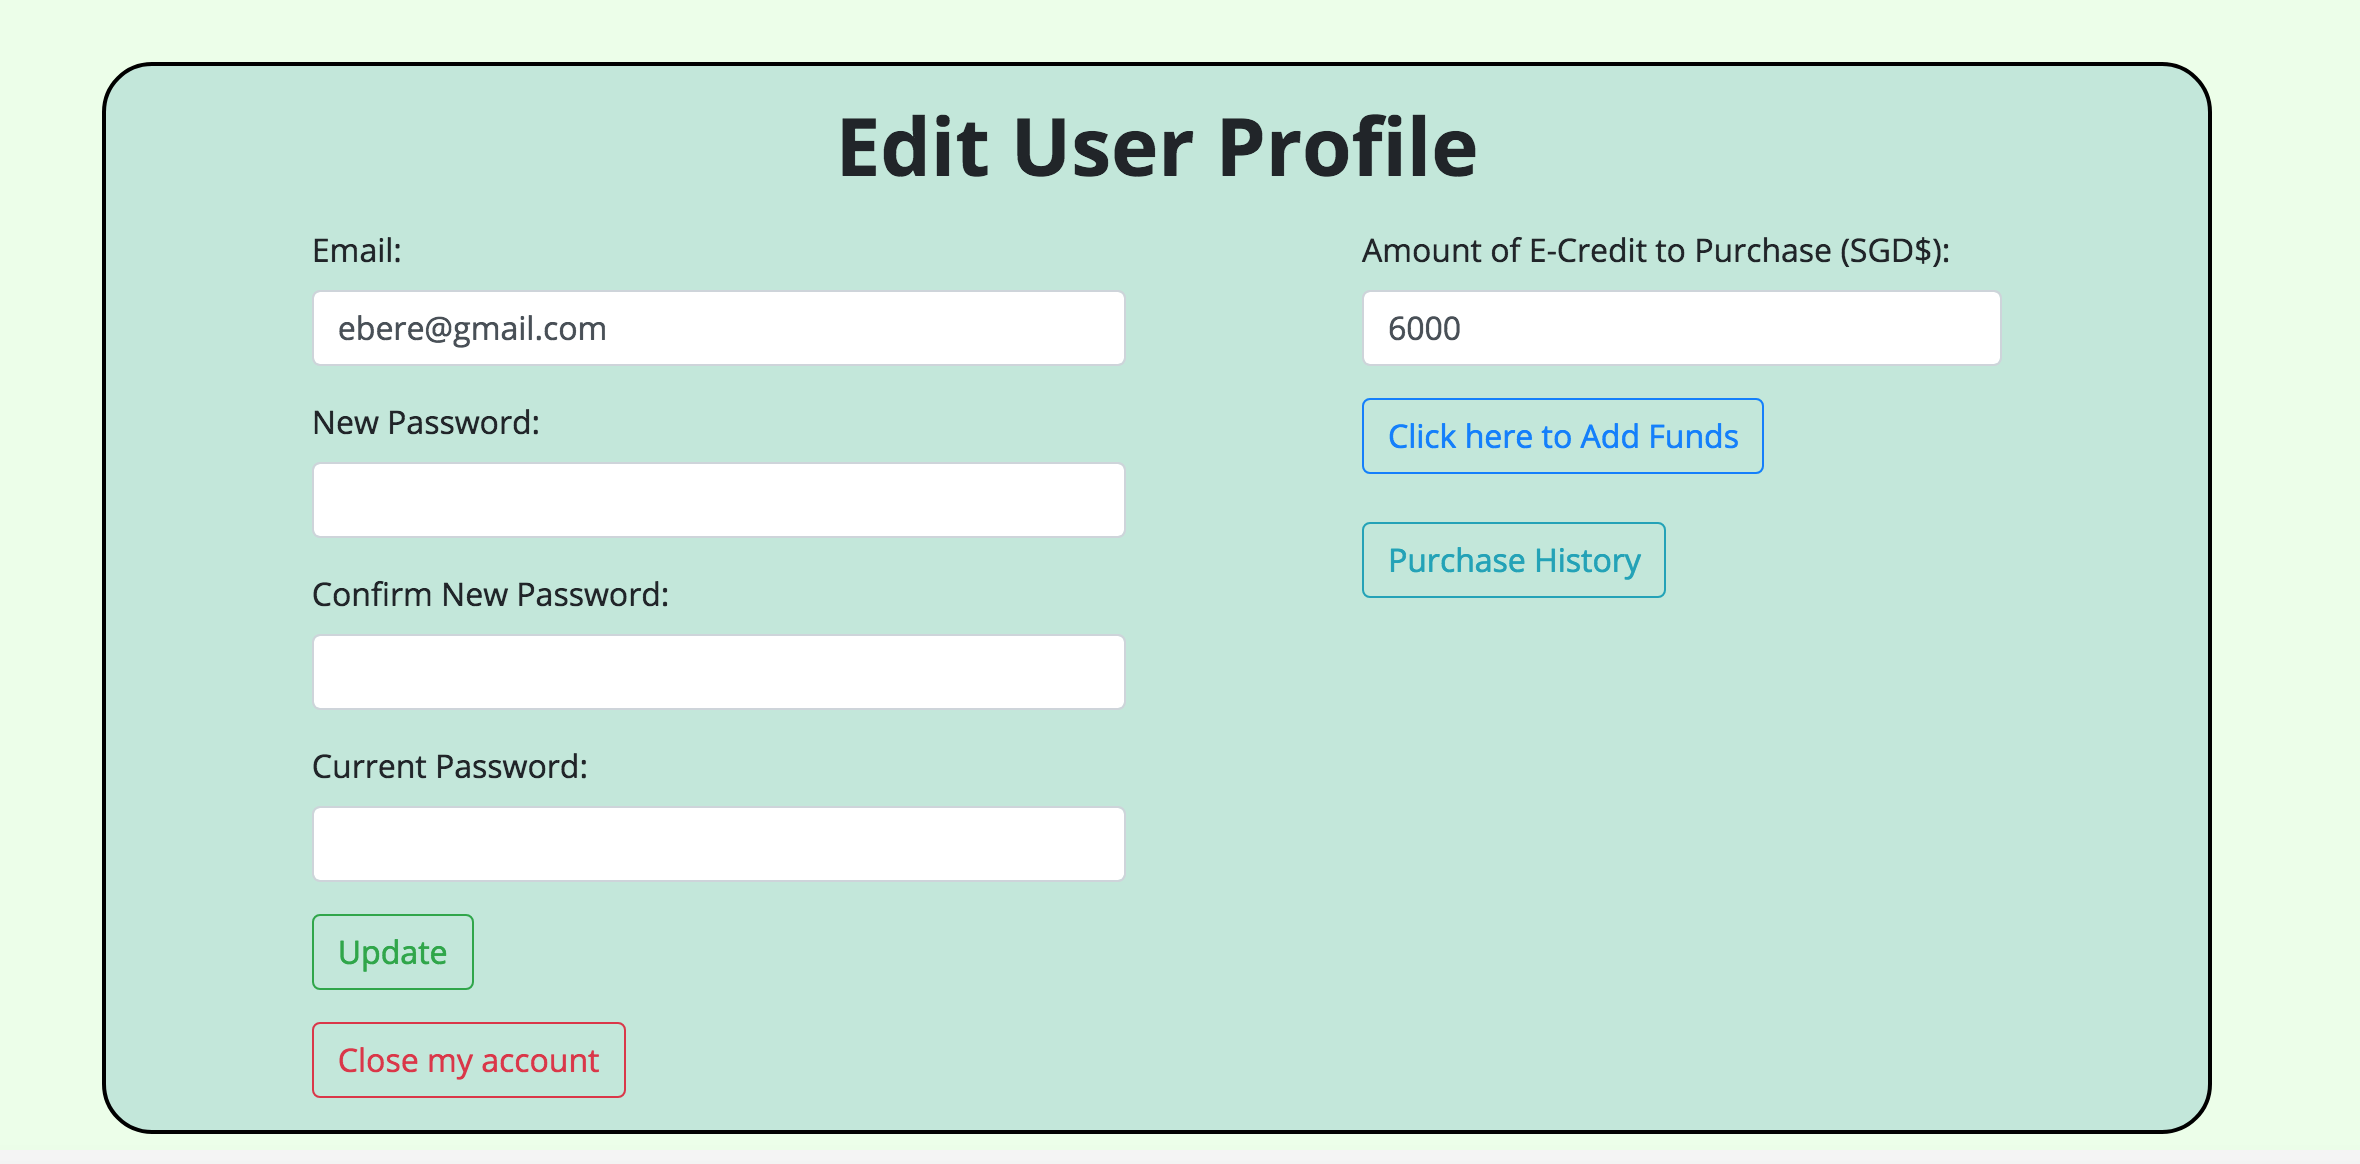 Edit User Profile
Email:
ebere@gmail.com
New Password:
Confirm New Password:
Current Password:
Update
Close my account
Amount of E-Credit to Purchase (SGD$):
6000
Click here to Add Funds
Purchase History